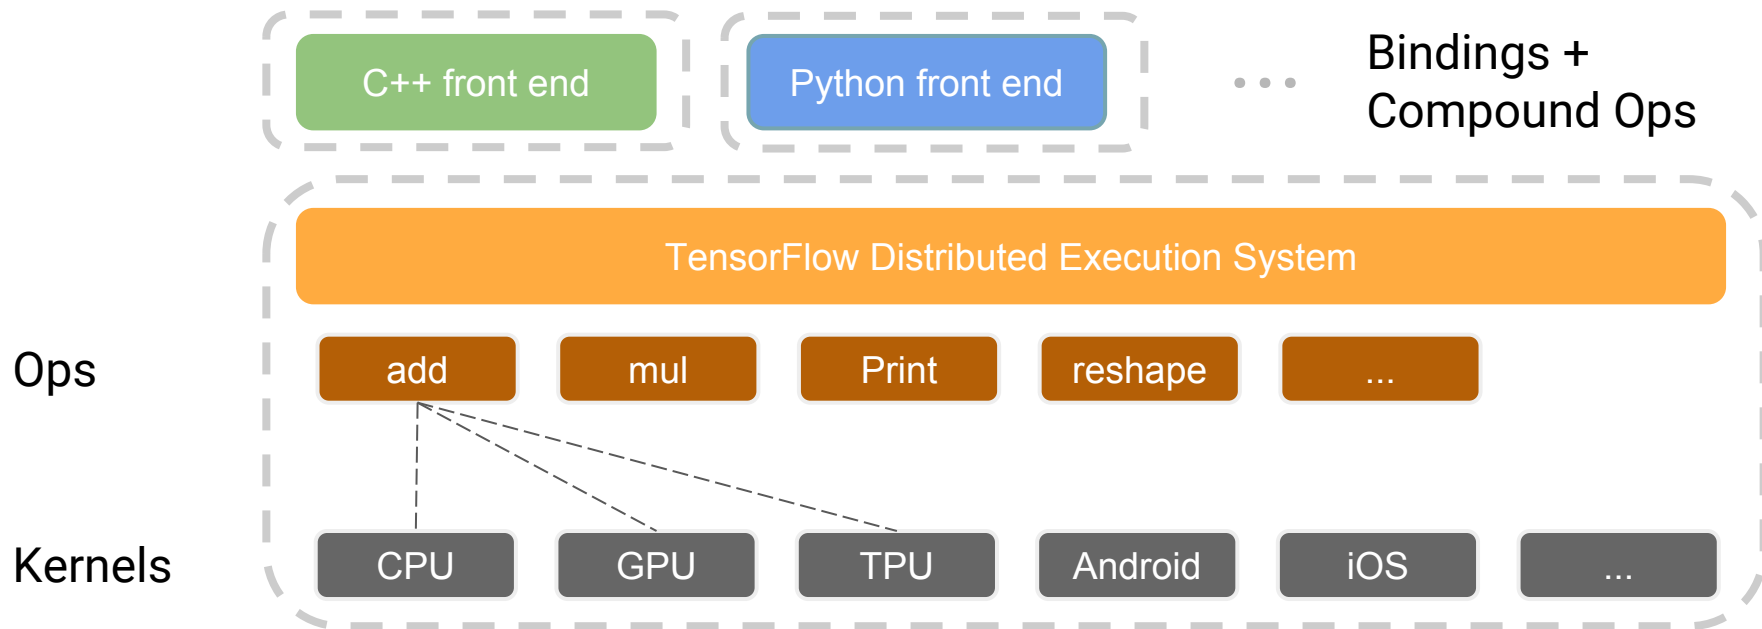 C++ front end
Python front end
...
Bindings +
Compound Ops
TensorFlow Distributed Execution System
Ops
add
mul
Print
reshape
...
Kernels
CPU
GPU
TPU
Android
iOS
...